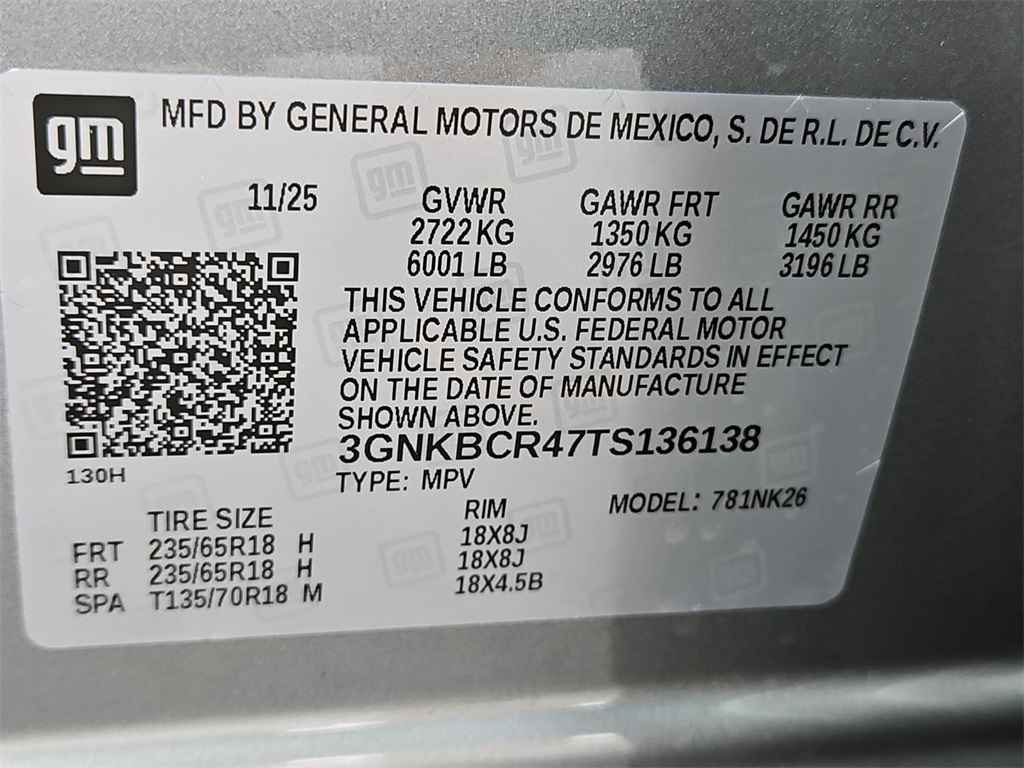 gm
MFD BY GENERAL MOTORS DE MEXICO, S. DE R.L. DE C.V.
11/25 GVWR GAWR FRT GAWR RR
2722 KG 1350 KG 1450 KG
6001 LB 2976 LB 3196 LB
THIS VEHICLE CONFORMS TO ALL
APPLICABLE U.S. FEDERAL MOTOR
VEHICLE SAFETY STANDARDS IN EFFECT
ON THE DATE OF MANUFACTURE
SHOWN ABOVE.
3GNKBCR47TS136138
130H
TYPE: MPV MODEL: 781NK26
TIRE SIZE RIM
FRT 235/65R18 H 18X8J
RR 235/65R18 H 18X8J
SPA T135/70R18 M 18X4.5B